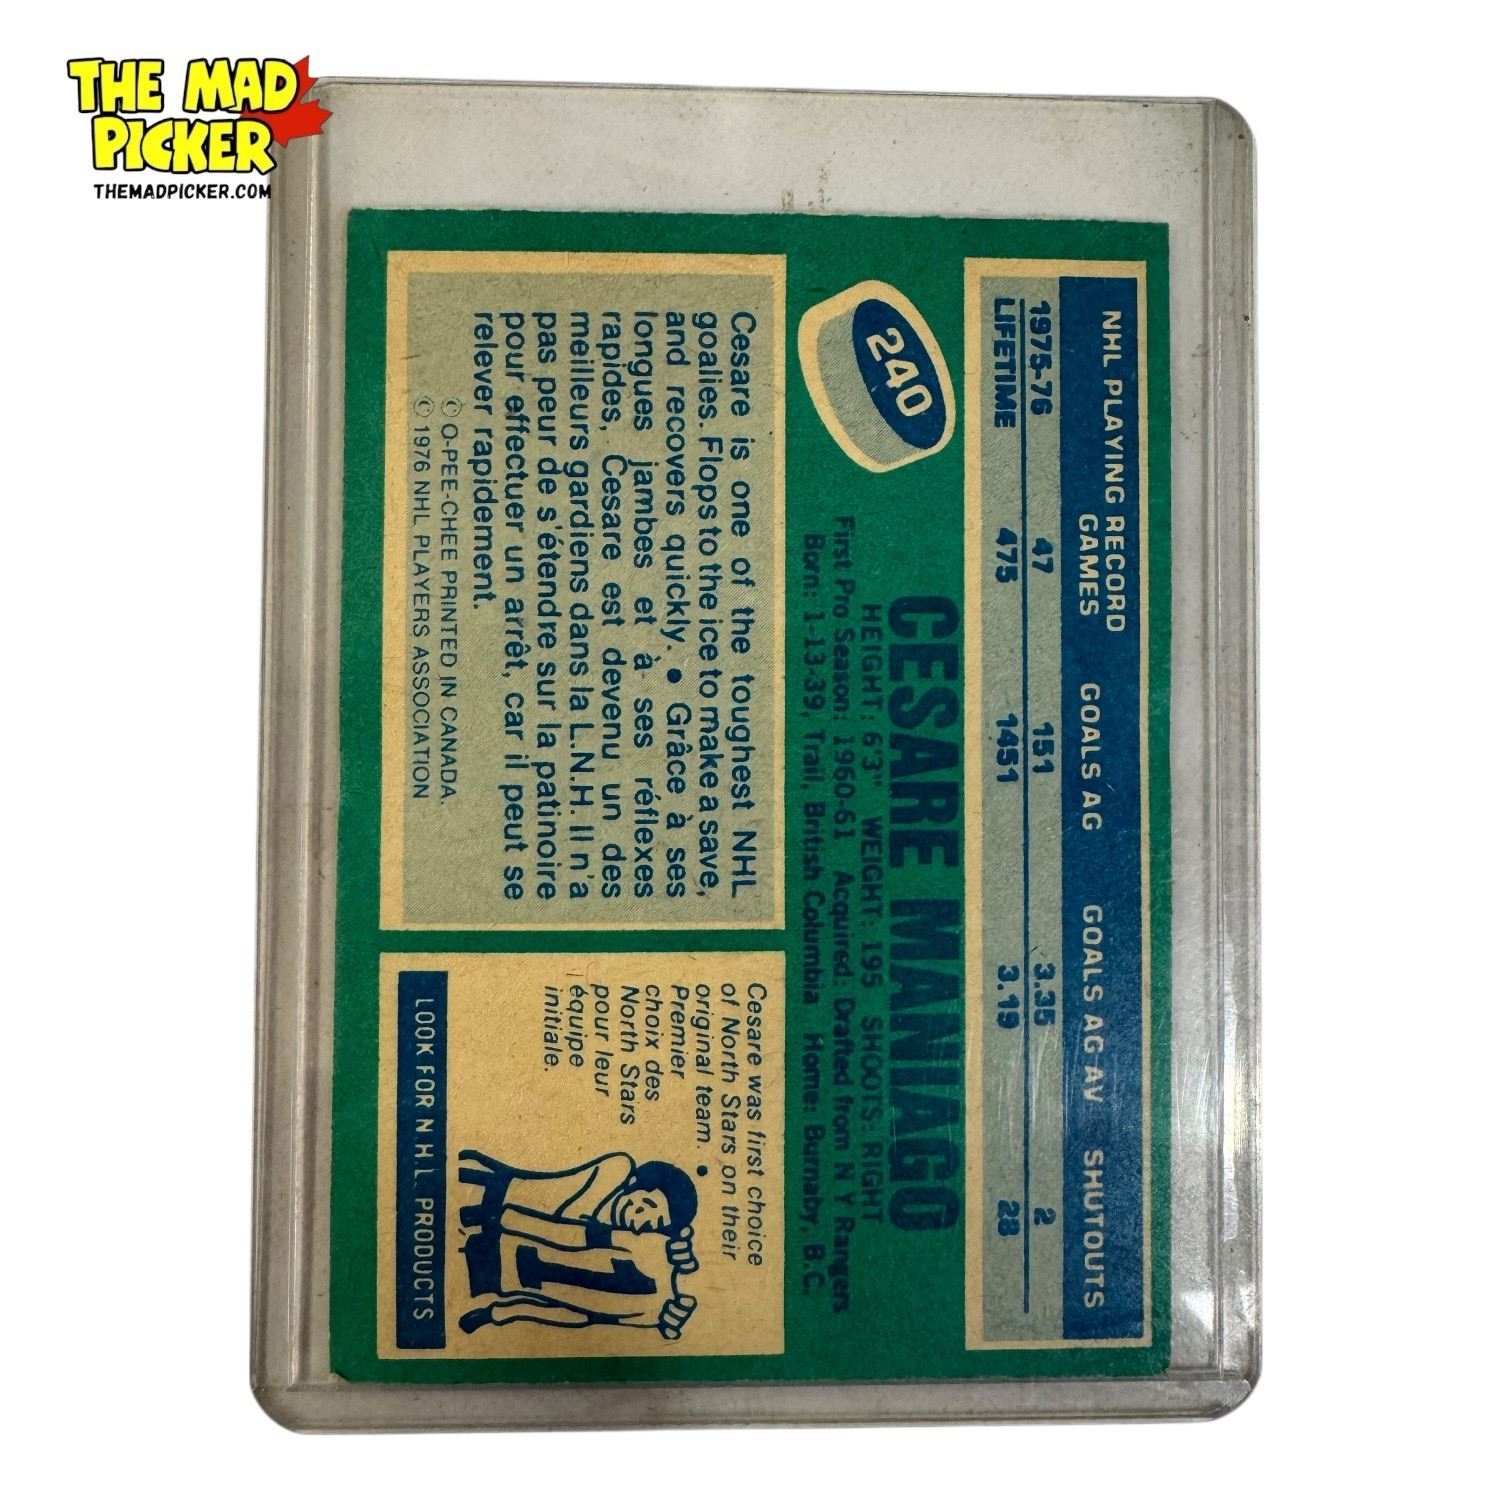 THE MAD
PICKER
THEMADPICKER.COM
NHL PLAYING RECORD
GAMES GOALS AG GOALS AG AV SHUTOUTS
1975-76 47 151 3.35 2
LIFETIME 475 1451 3.19 28
240
CESARE MANIAGO
HEIGHT: 6'3" WEIGHT: 195 SHOOTS: RIGHT
First Pro Season: 1960-61 Acquired: Drafted from N Y Rangers
Born: 1-13-39, Trail, British Columbia Home: Burnaby, B.C.
Cesare is one of the toughest NHL
goalies. Flops to the ice to make a save,
and recovers quickly. ● Grâce à ses
longues jambes et à ses réflexes
rapides, Cesare est devenu un des
meilleurs gardiens dans la L.N.H. Il n'a
pas peur de s'étendre sur la patinoire
pour effectuer un arrêt, car il peut se
relever rapidement.
© O-PEE-CHEE PRINTED IN CANADA.
© 1976 NHL PLAYERS ASSOCIATION
Cesare was first choice
of North Stars on their
original team. ●
Premier
choix des
North Stars
pour leur
équipe
initiale.
1
LOOK FOR N.H.L. PRODUCTS